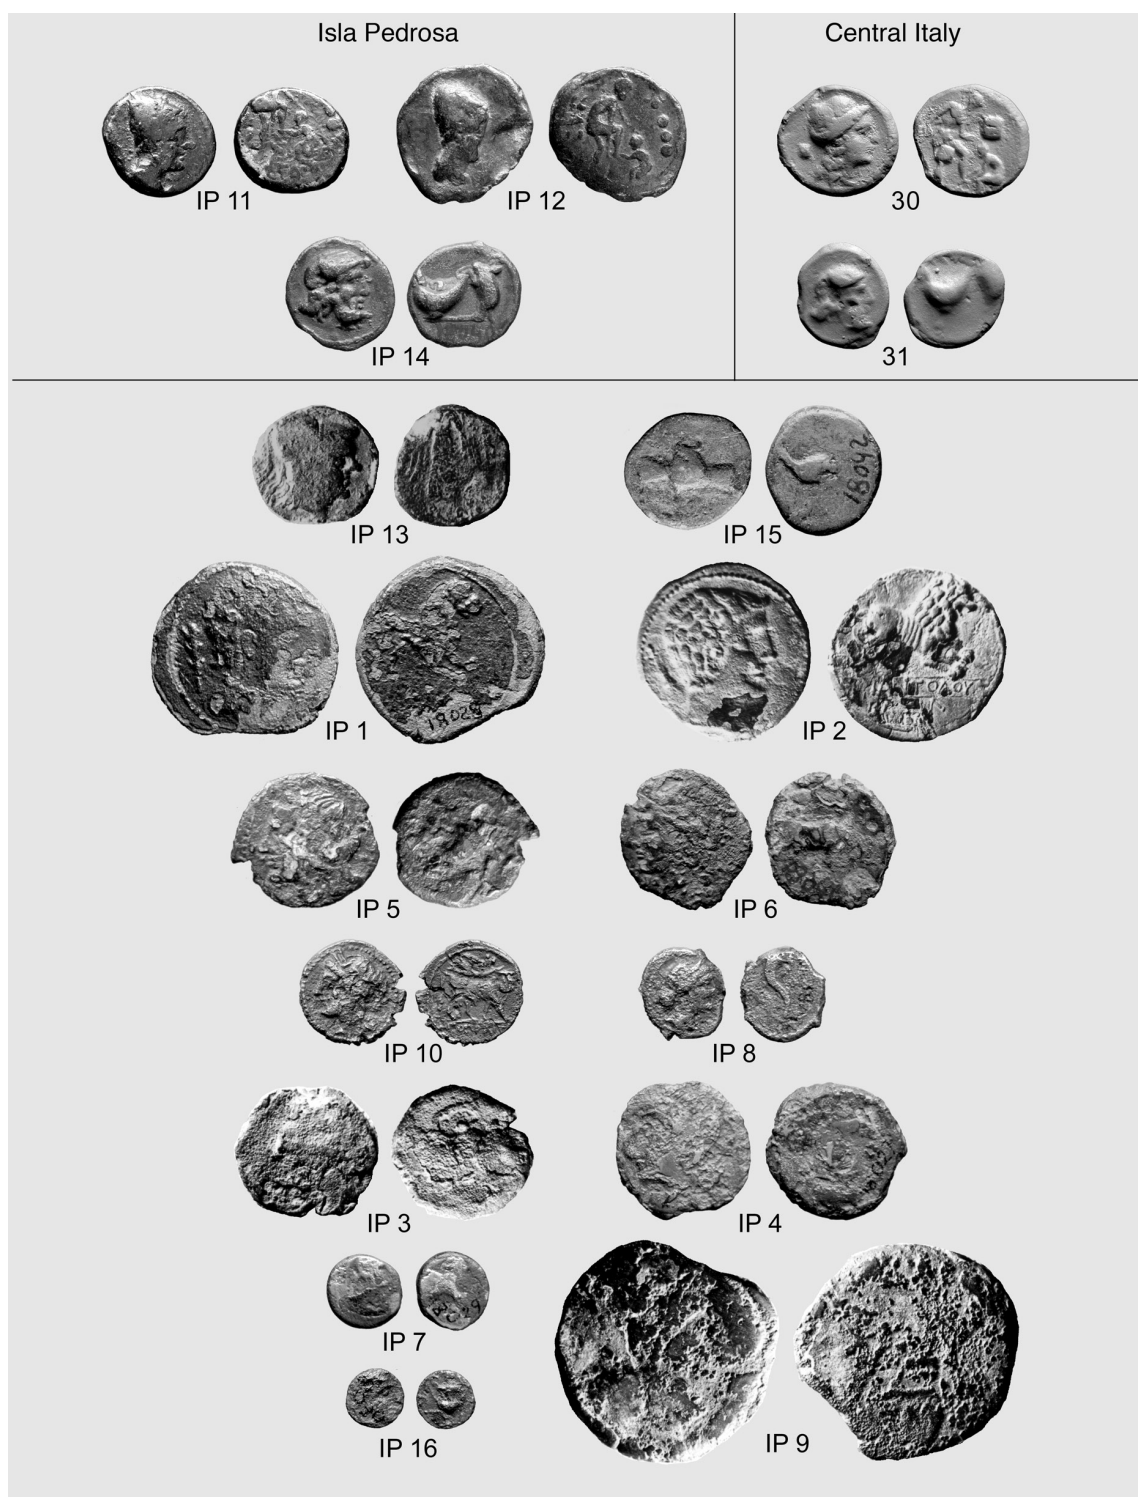 Isla Pedrosa
Central Italy
IP 11
IP 12
30
IP 14
31
IP 13
18042
IP 15
18028
IP 1
IP 2
IP 5
IP 6
IP 10
IP 8
IP 3
IP 4
IP 7
IP 16
IP 9